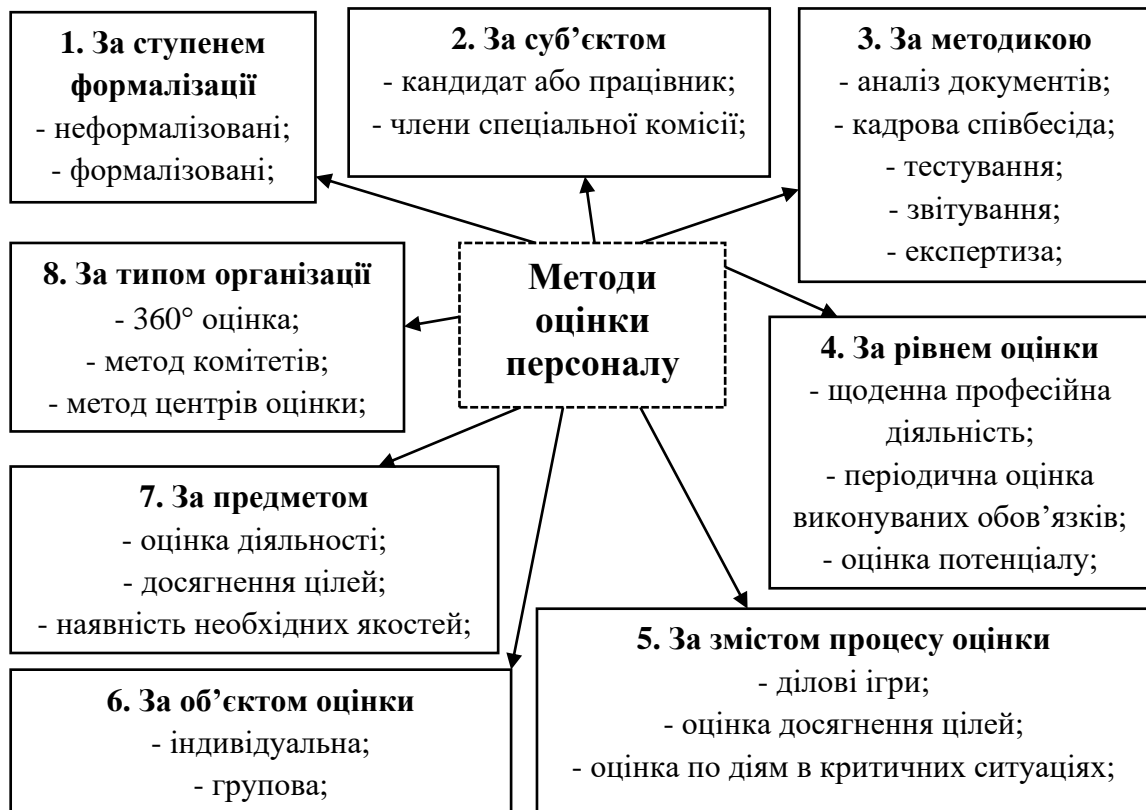 1. За ступенем
формалізації
- неформалізовані;
- формалізовані;
2. За суб’єктом
- кандидат або працівник;
- члени спеціальної комісії;
3. За методикою
- аналіз документів;
- кадрова співбесіда;
- тестування;
- звітування;
- експертиза;
Методи
оцінки
персоналу
8. За типом організації
- 360° оцінка;
- метод комітетів;
- метод центрів оцінки;
4. За рівнем оцінки
- щоденна професійна
діяльність;
- періодична оцінка
виконуваних обов’язків;
- оцінка потенціалу;
7. За предметом
- оцінка діяльності;
- досягнення цілей;
- наявність необхідних якостей;
5. За змістом процесу оцінки
- ділові ігри;
- оцінка досягнення цілей;
- оцінка по діям в критичних ситуаціях;
6. За об’єктом оцінки
- індивідуальна;
- групова;